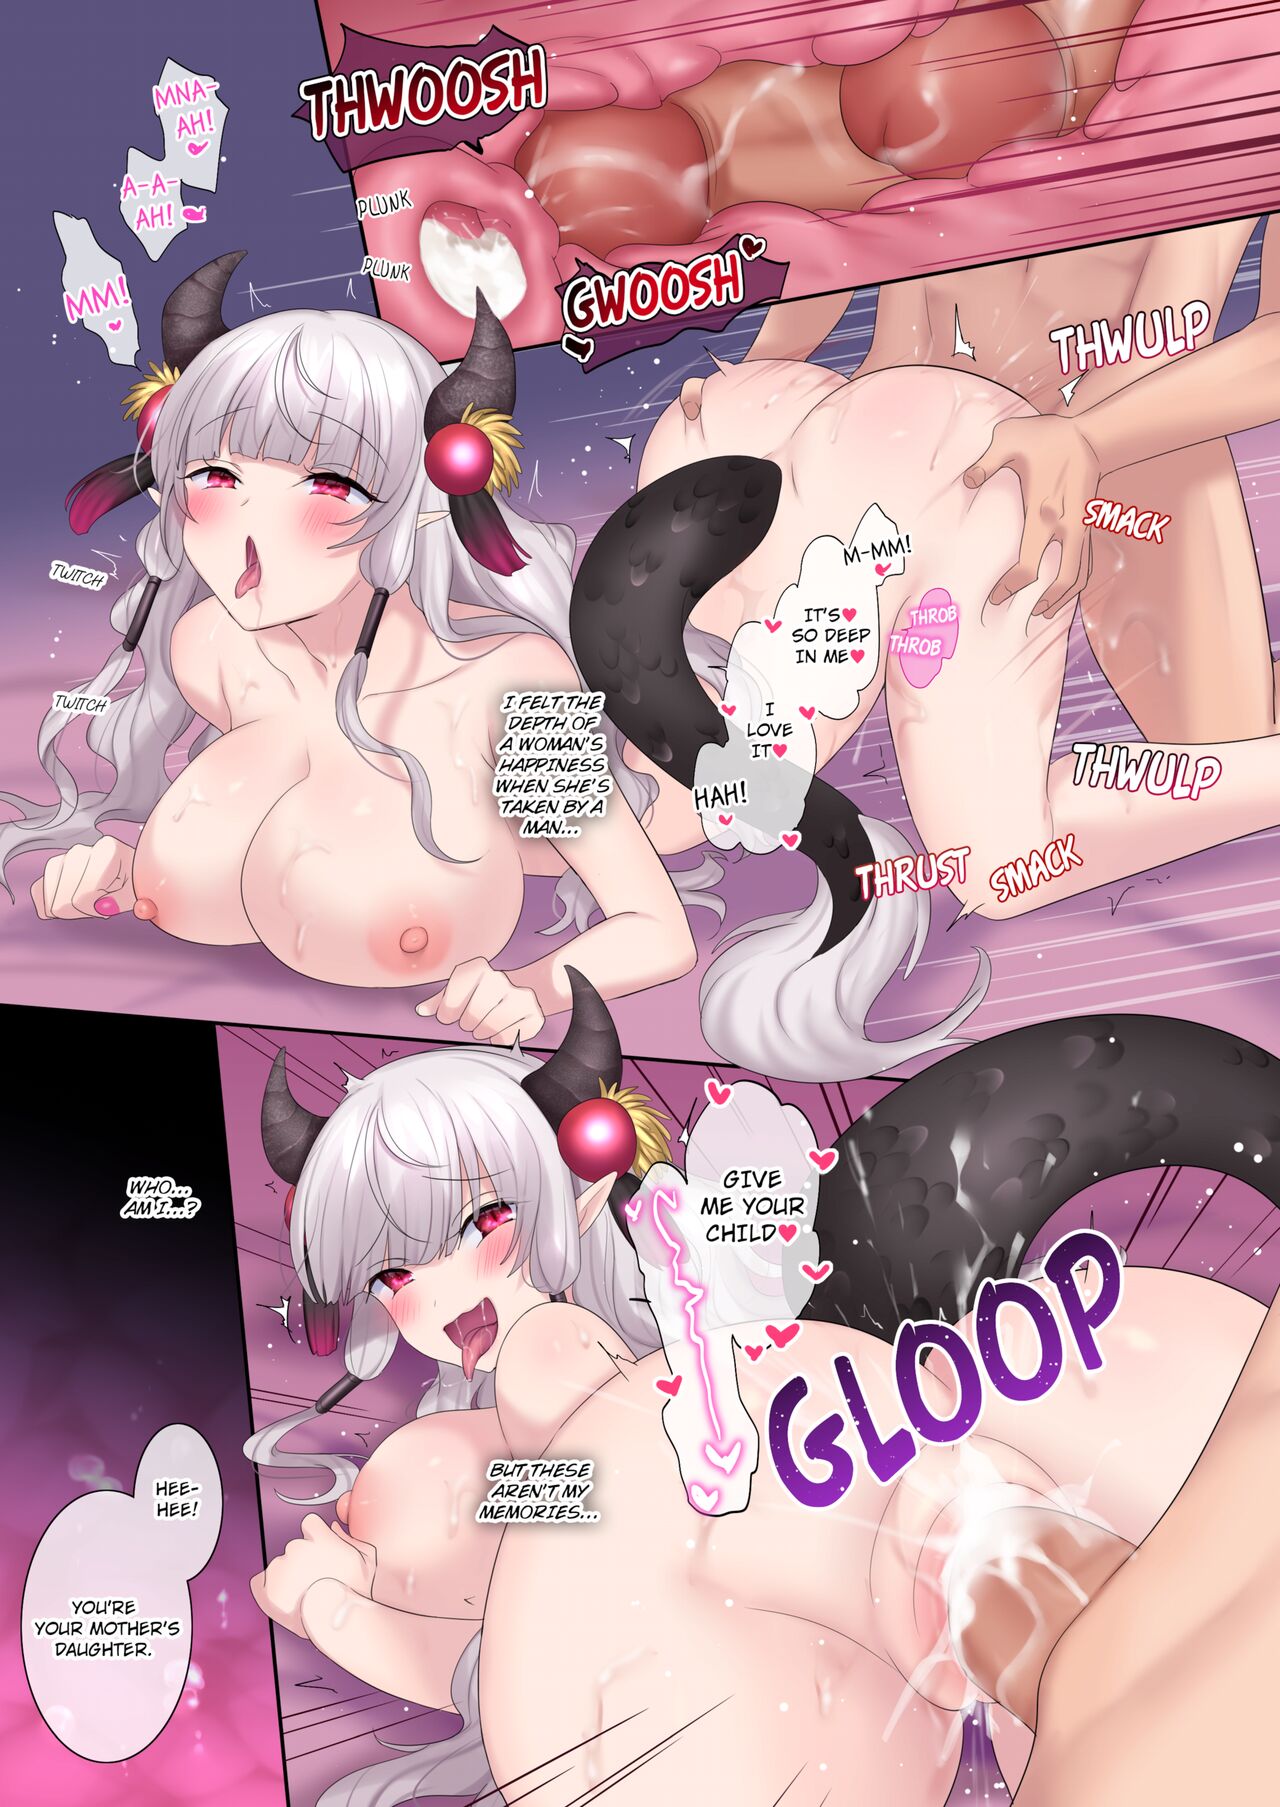 THWOOSH
MNA-
AH!
A-A-
AH!
MM!
PLUNK
PLUNK
GWOOSH
THWULP
SMACK
M-MM!
IT'S♥
SO DEEP
IN ME♥
THROB
THROB
I
LOVE
IT♥
HAH!
TWITCH
TWITCH
I FELT THE
DEPTH OF
A WOMAN'S
HAPPINESS
WHEN SHE'S
TAKEN BY A
MAN...
THWULP
THRUST
SMACK
GIVE
ME YOUR
CHILD♥
GLOOP
BUT THESE
AREN'T MY
MEMORIES...
WHO...
AM I...?
HEE-
HEE!
YOU'RE
YOUR MOTHER'S
DAUGHTER.